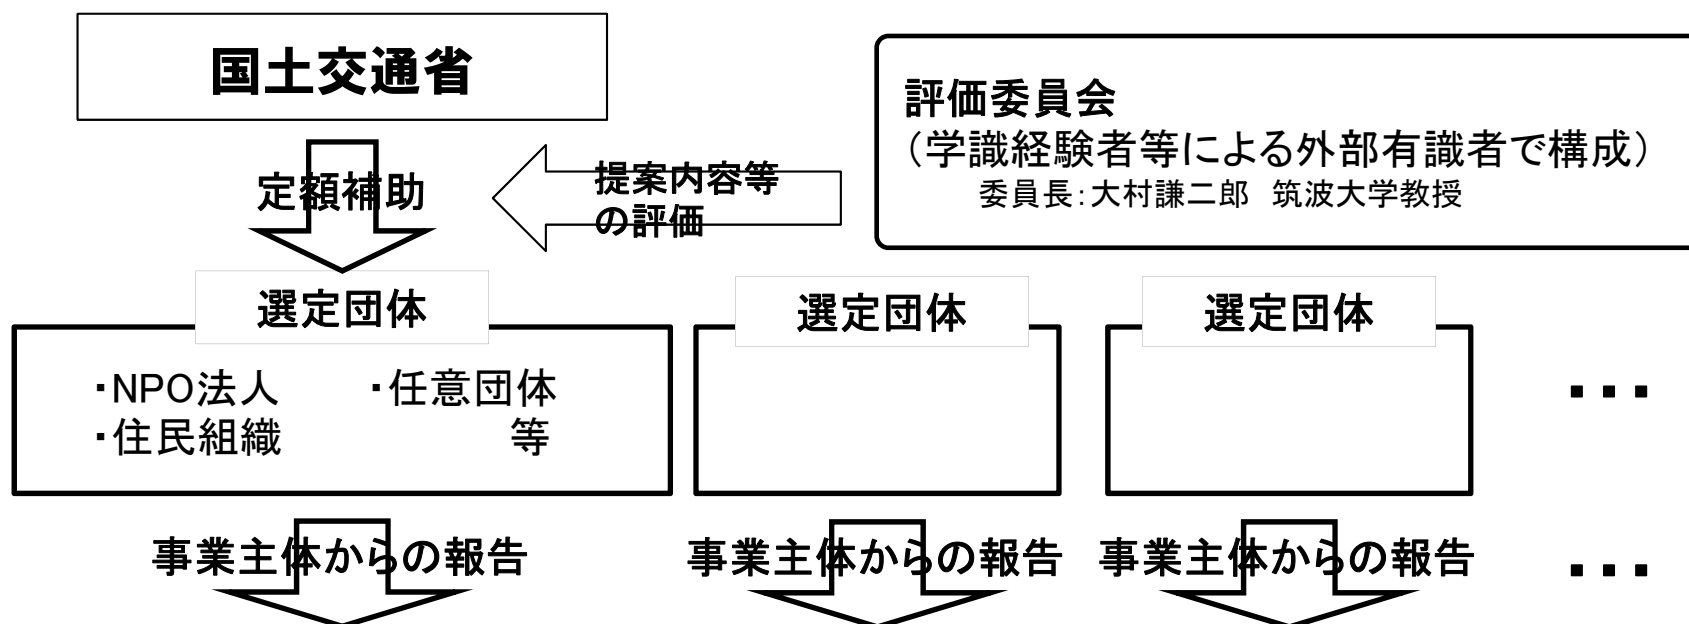 国土交通省
評価委員会
（学識経験者等による外部有識者で構成）
委員長：大村謙二郎　筑波大学教授
定額補助
提案内容等
の評価
選定団体
・NPO法人　・任意団体
・住民組織　等
選定団体
選定団体
・・・
事業主体からの報告
事業主体からの報告
事業主体からの報告
・・・